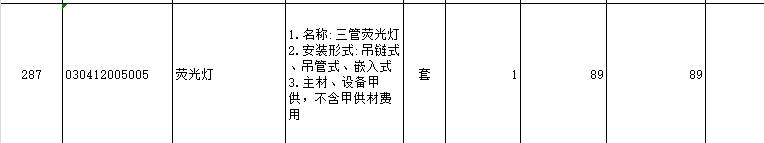 287
030412005005
荧光灯
1.名称:三管荧光灯
2.安装形式:吊链式
、吊管式、嵌入式
3.主材、设备甲
供，不含甲供材费
用
套
1
89
89